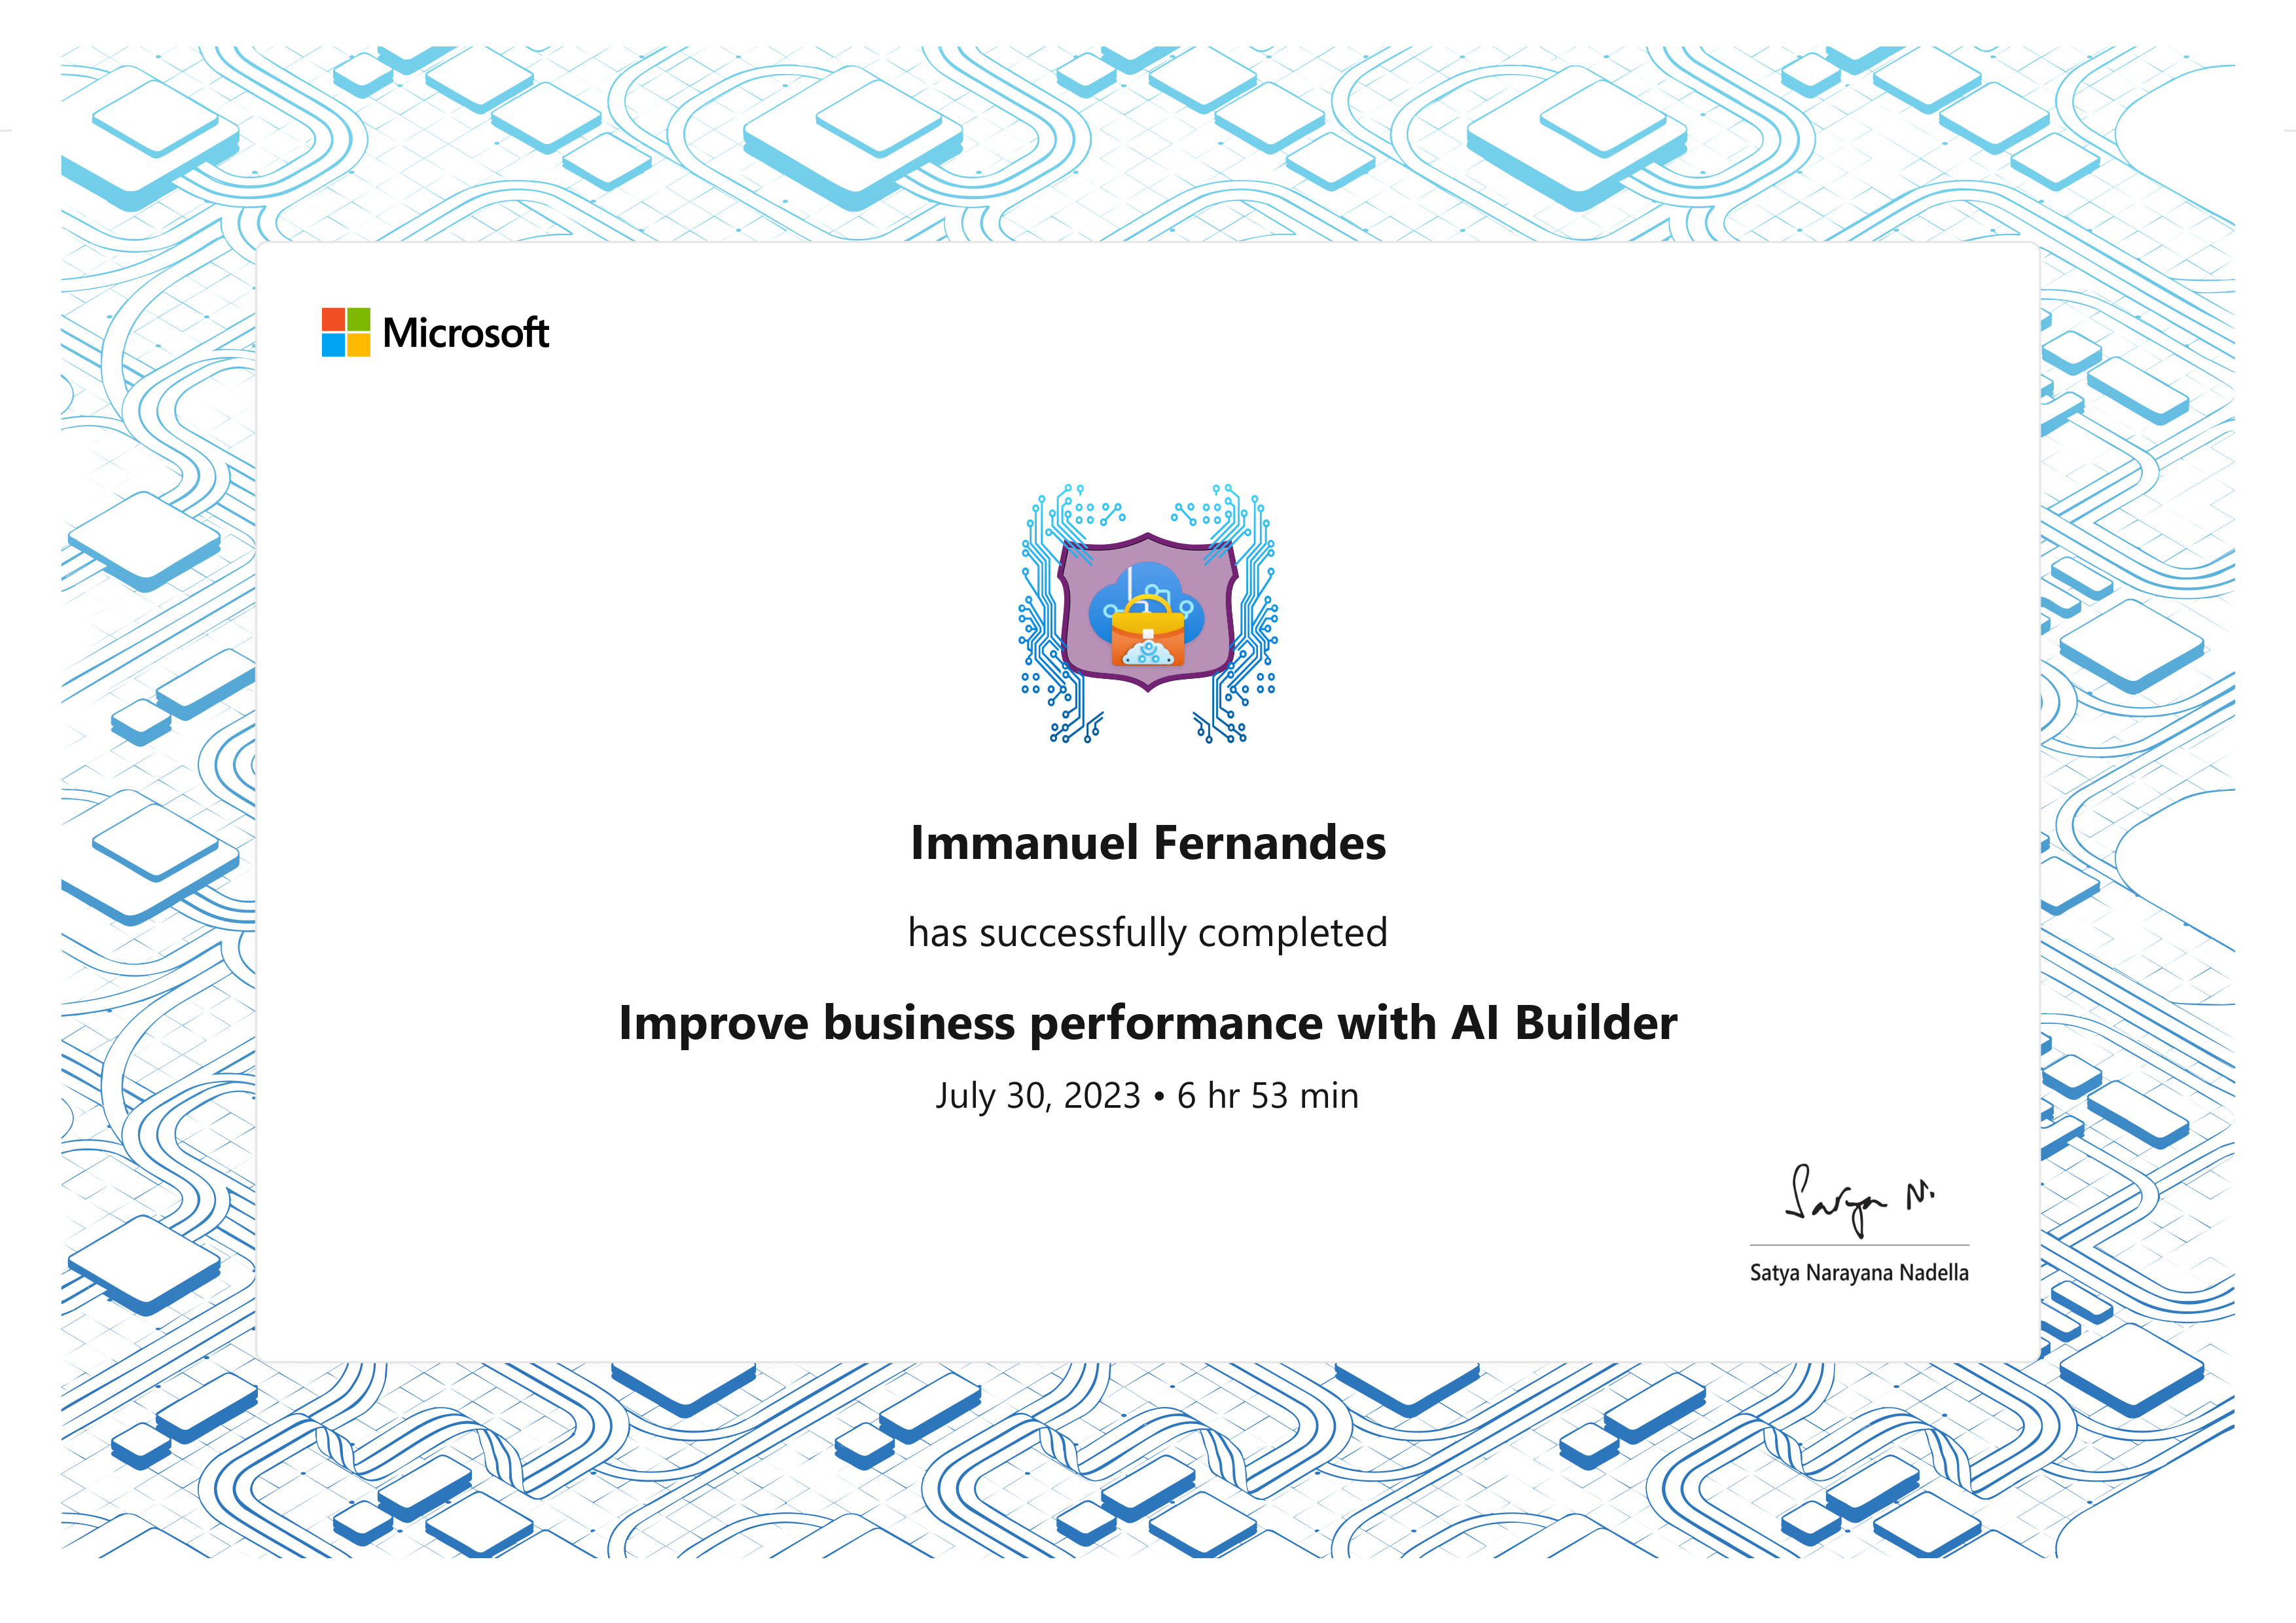 Microsoft
Immanuel Fernandes
has successfully completed
Improve business performance with AI Builder
July 30, 2023 • 6 hr 53 min
Satya N.
Satya Narayana Nadella